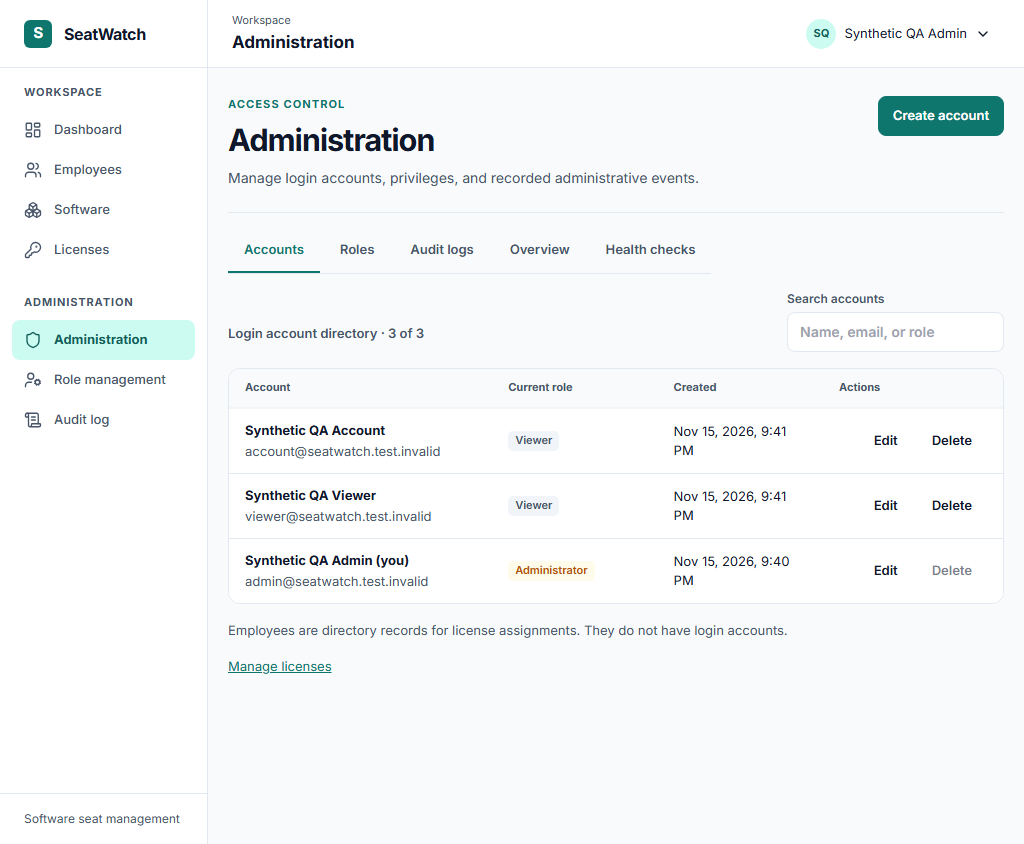 S SeatWatch
Workspace
Administration
SQ Synthetic QA Admin
WORKSPACE
Dashboard
Employees
Software
Licenses
ADMINISTRATION
Administration
Role management
Audit log
Software seat management
ACCESS CONTROL
Administration
Manage login accounts, privileges, and recorded administrative events.
Create account
Accounts Roles Audit logs Overview Health checks
Login account directory · 3 of 3
Search accounts
Name, email, or role
Account Current role Created Actions
Synthetic QA Account
account@seatwatch.test.invalid
Viewer
Nov 15, 2026, 9:41
PM
Edit Delete
Synthetic QA Viewer
viewer@seatwatch.test.invalid
Viewer
Nov 15, 2026, 9:41
PM
Edit Delete
Synthetic QA Admin (you)
admin@seatwatch.test.invalid
Administrator
Nov 15, 2026, 9:40
PM
Edit Delete
Employees are directory records for license assignments. They do not have login accounts.
Manage licenses